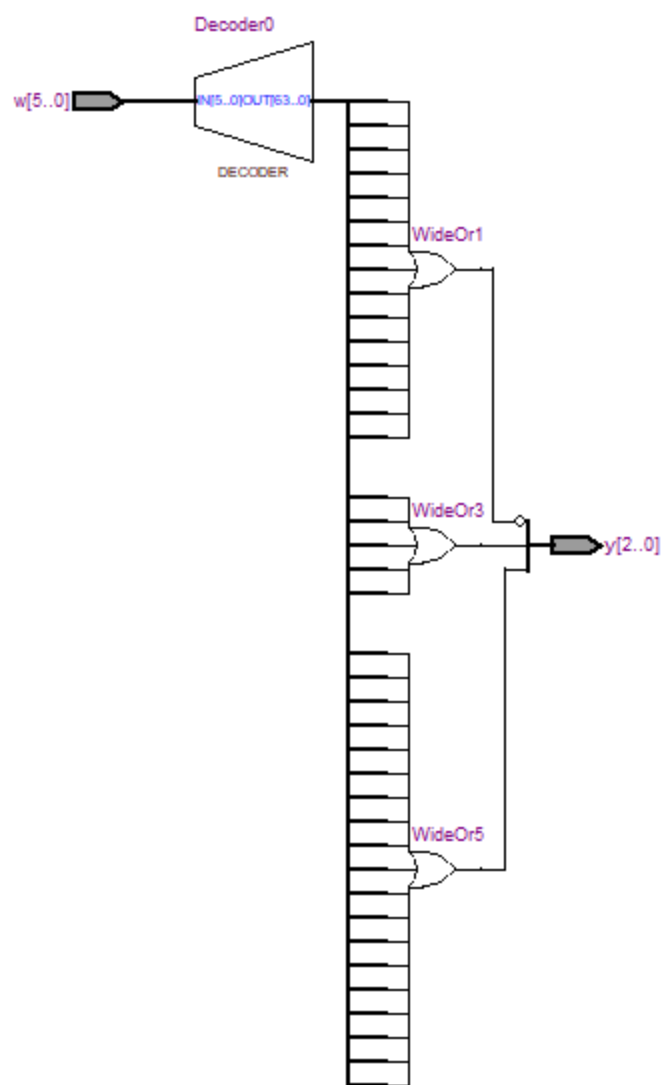 Decoder0
w[5..0]
IN[5..0]OUT[63..0]
DECODER
WideOr1
WideOr3
y[2..0]
WideOr5